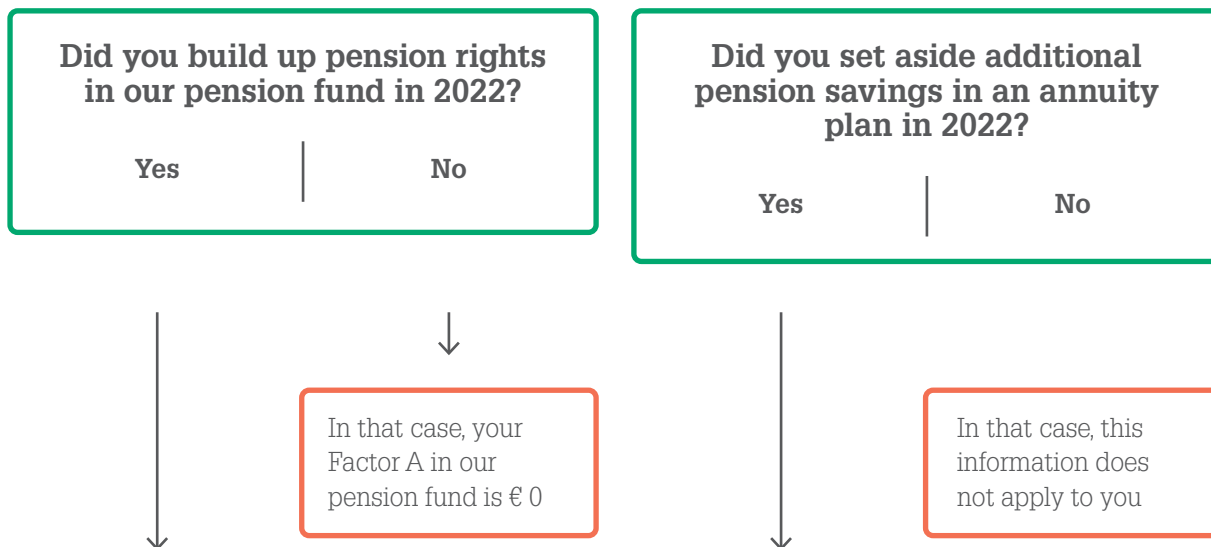 Did you build up pension rights
in our pension fund in 2022?
Yes
No
In that case, your
Factor A in our
pension fund is € 0
Did you set aside additional
pension savings in an annuity
plan in 2022?
Yes
No
In that case, this
information does
not apply to you